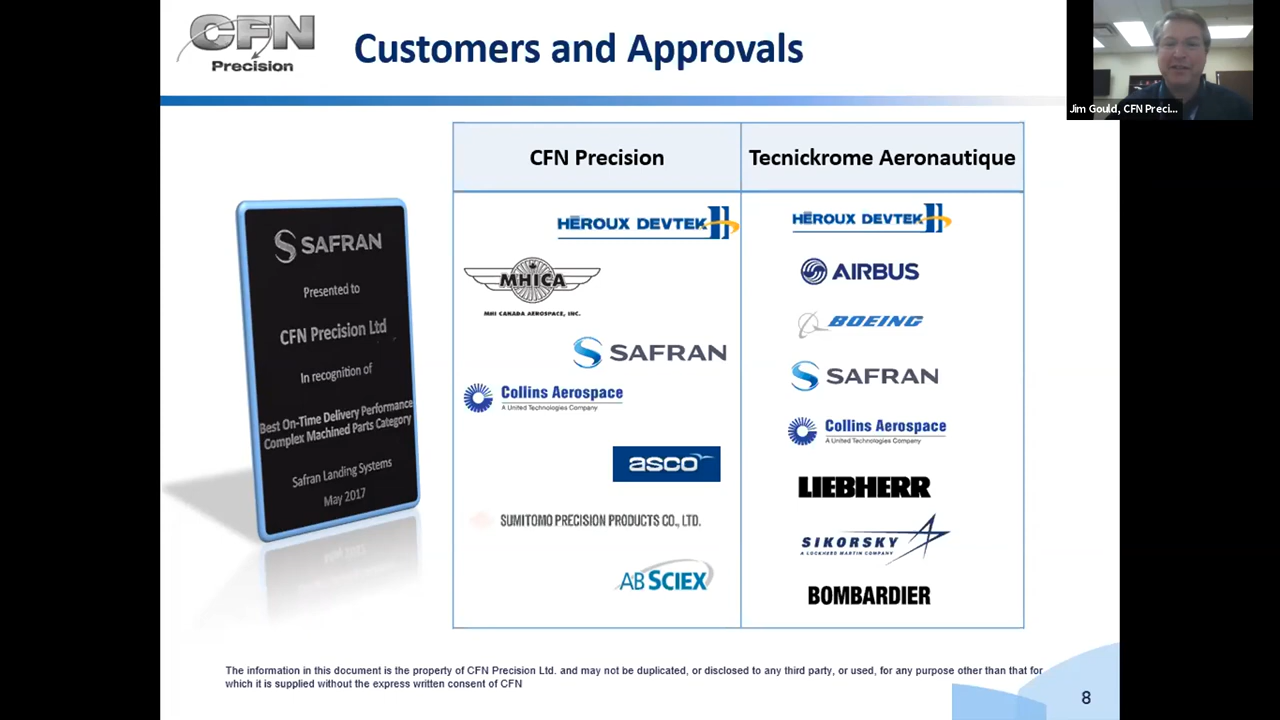 CFN
Precision
Customers and Approvals
Jim Gould, CFN Preci...
CFN Precision
Tecnickrome Aeronautique
SAFRAN
Presented to
CFN Precision Ltd
In recognition of
Best On-Time Delivery Performance
Complex Machined Parts Category
Safran Landing Systems
May 2017
HĒROUX DEVTEK
MHICA
MHI CANADA AEROSPACE, INC.
SAFRAN
Collins Aerospace
A United Technologies Company
asco
SUMITOMO PRECISION PRODUCTS CO., LTD.
AB SCIEX
HĒROUX DEVTEK
AIRBUS
BOEING
SAFRAN
Collins Aerospace
A United Technologies Company
LIEBHERR
SIKORSKY
A LOCKHEED MARTIN COMPANY
BOMBARDIER
The information in this document is the property of CFN Precision Ltd. and may not be duplicated, or disclosed to any third party, or used, for any purpose other than that for
which it is supplied without the express written consent of CFN
8